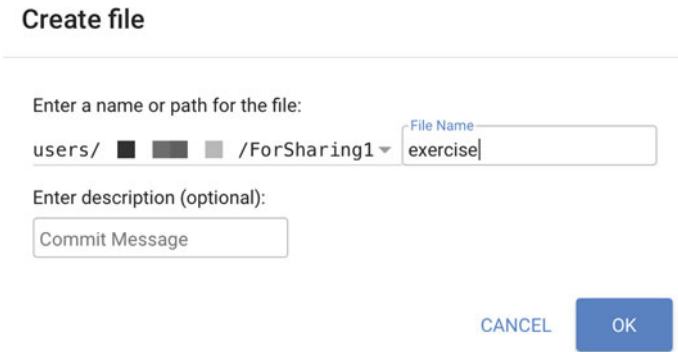 Create file
Enter a name or path for the file:
File Name
users/ /ForSharing1 exercise
Enter description (optional):
Commit Message
CANCEL OK